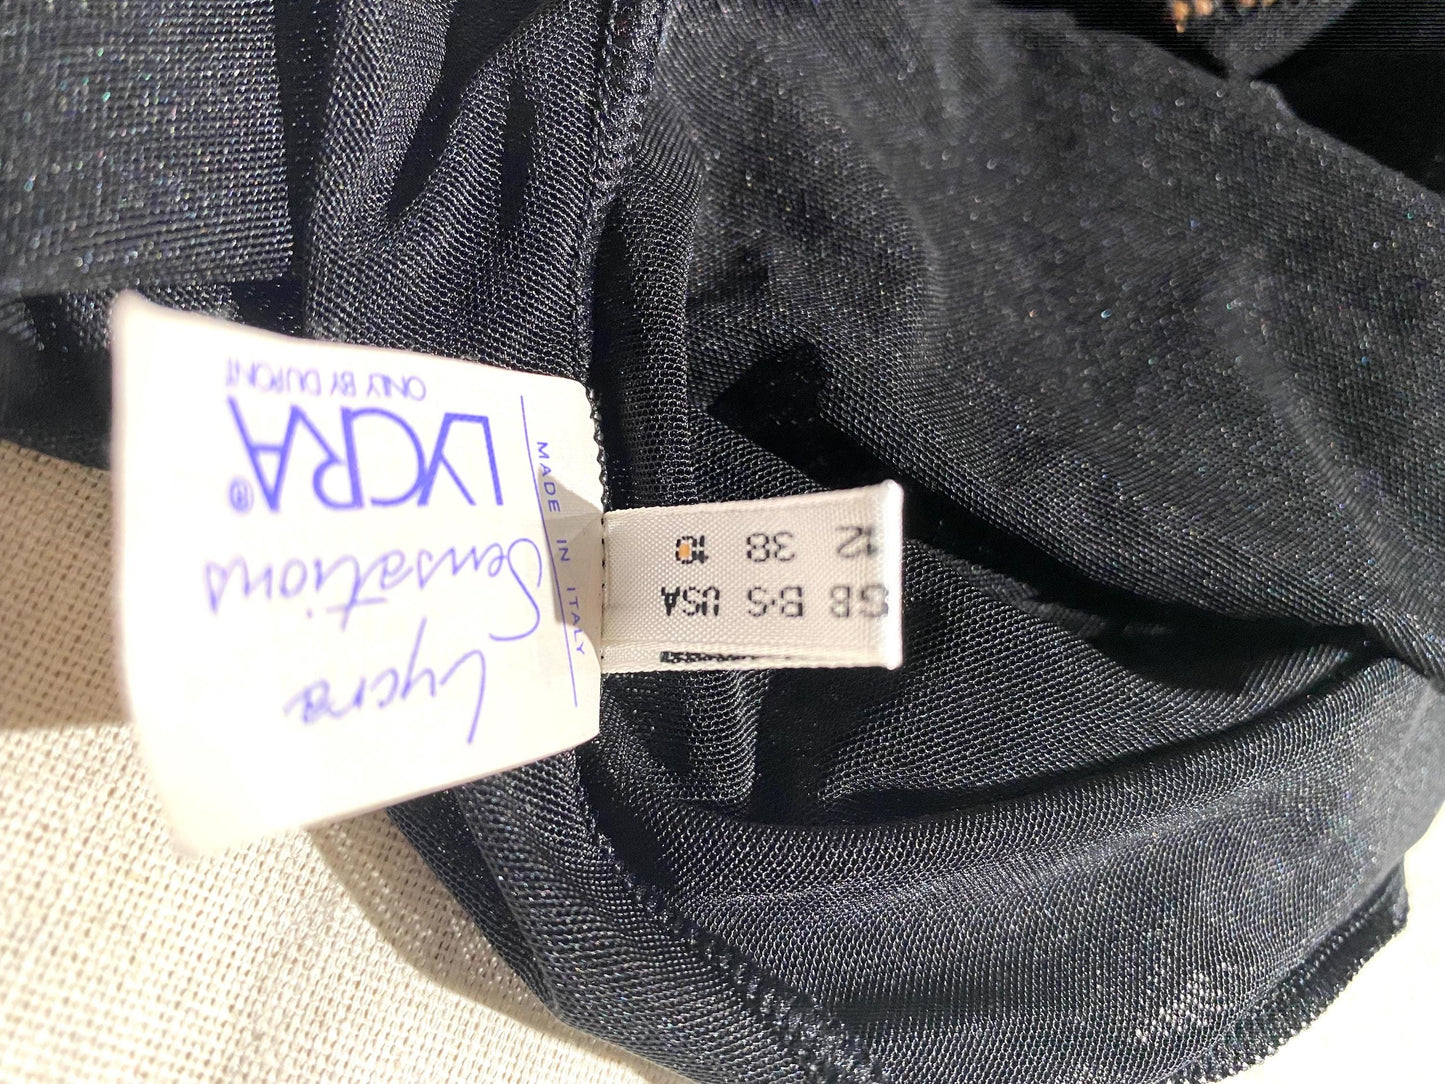 Lycra
Sensations
LYCRA®
ONLY BY DUPONT
MADE IN ITALY
GB B·S USA
12 38 10